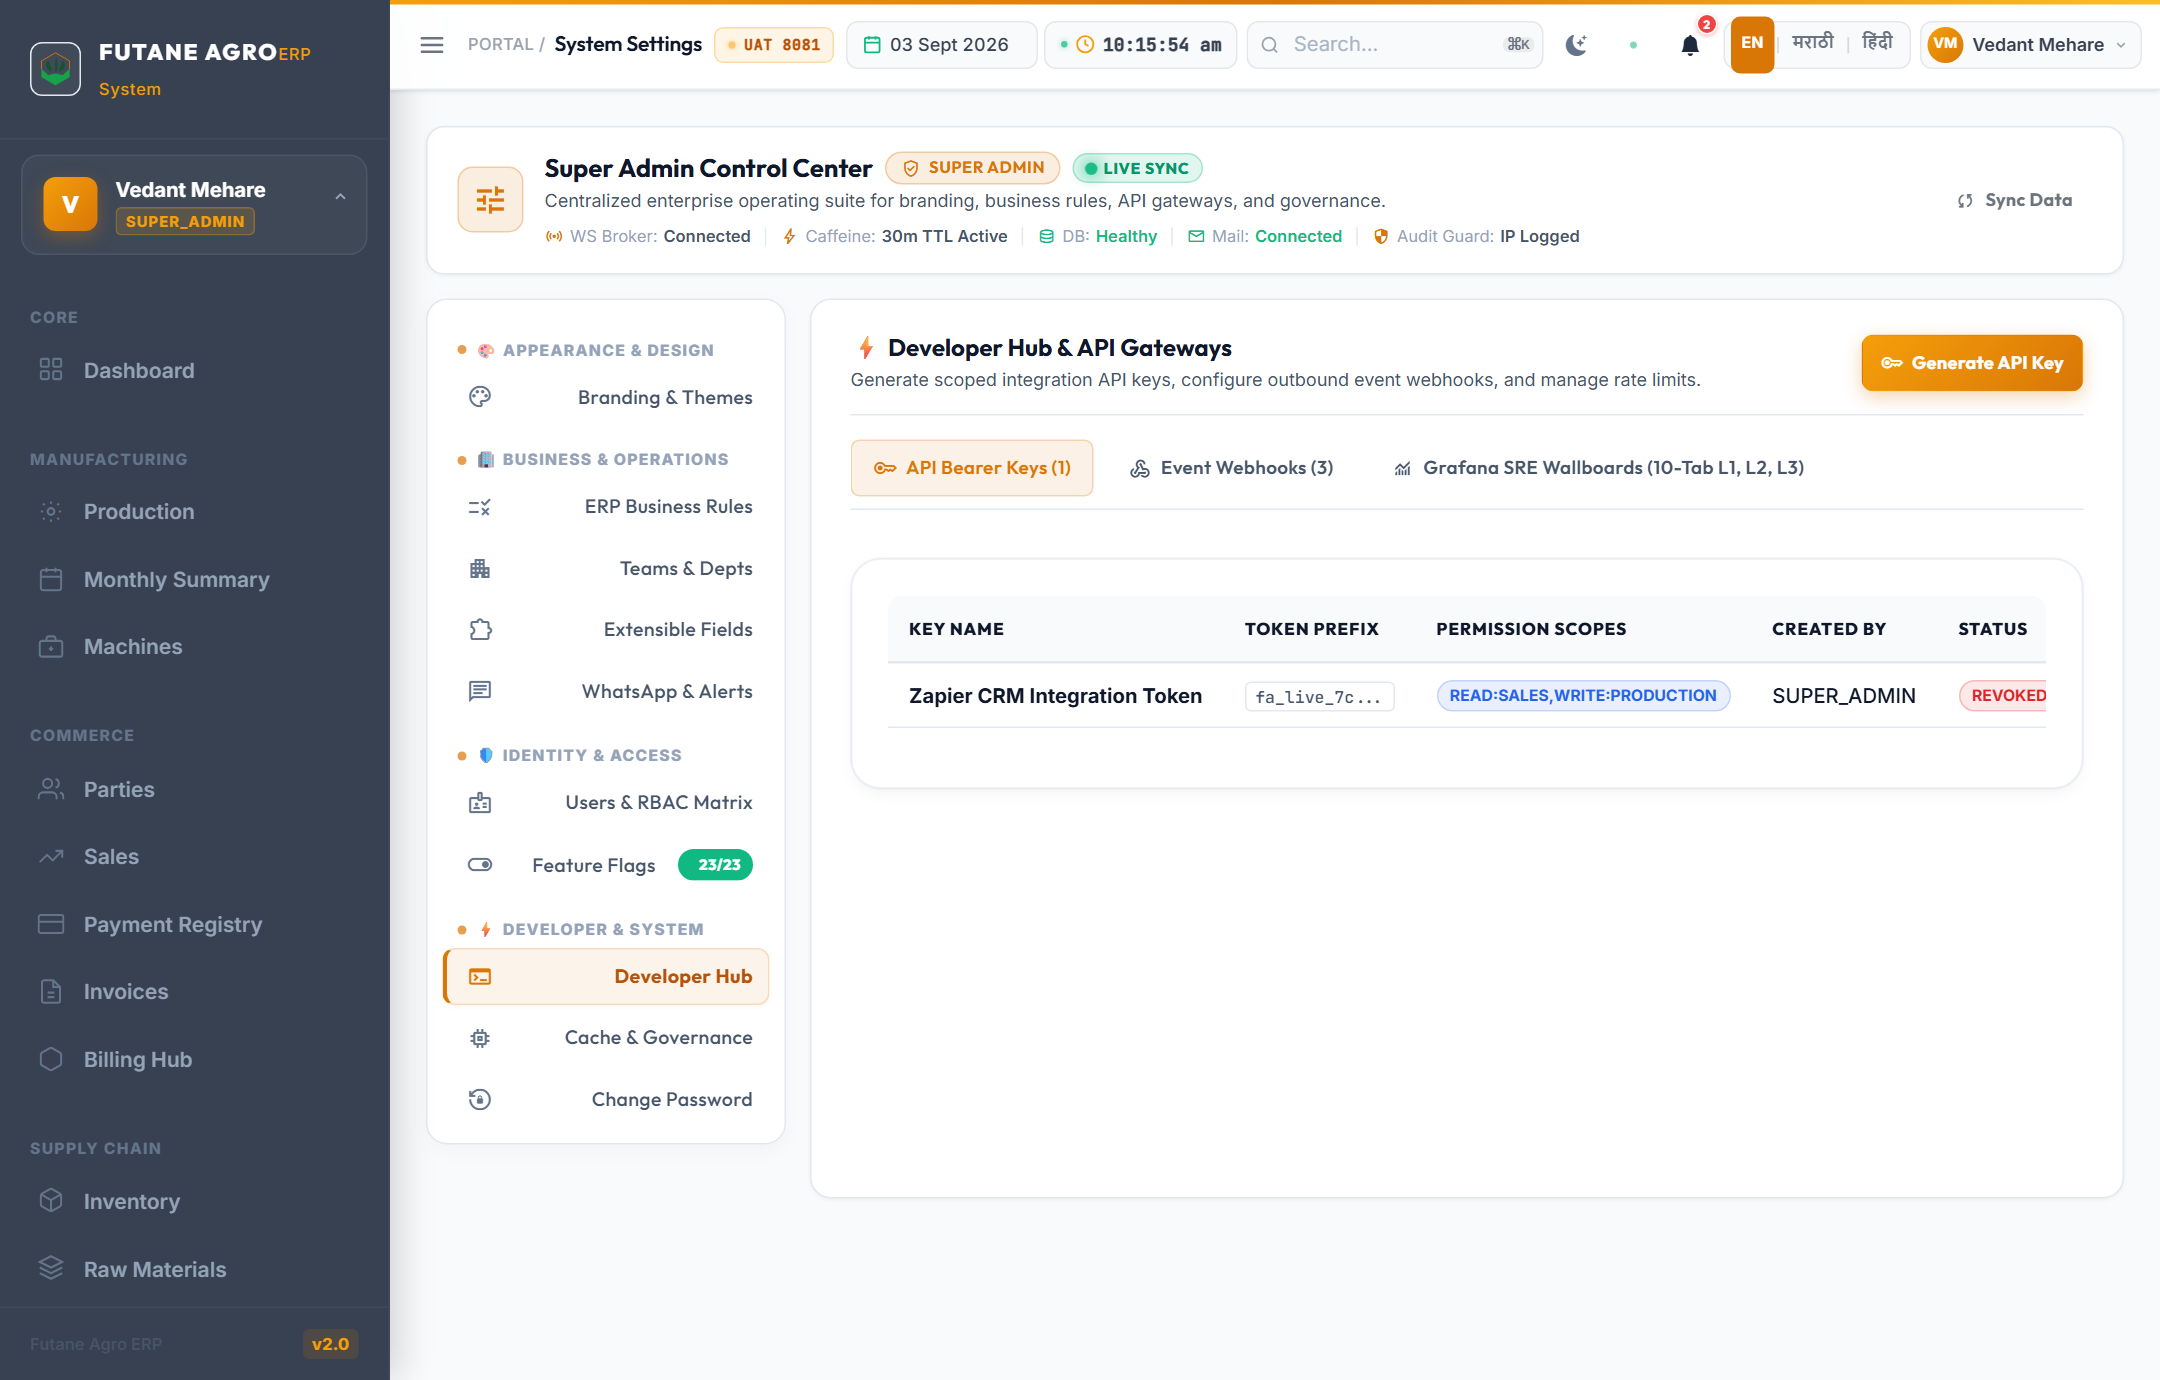 FUTANE AGRO ERP
System
Vedant Mehare
V
SUPER_ADMIN
CORE
Dashboard
MANUFACTURING
Production
Monthly Summary
Machines
COMMERCE
Parties
Sales
Payment Registry
Invoices
Billing Hub
SUPPLY CHAIN
Inventory
Raw Materials
Futane Agro ERP v2.0
PORTAL / System Settings UAT 8081 03 Sept 2026 10:15:54 am Search... ⌘K 2 EN मराठी हिंदी VM Vedant Mehare
Super Admin Control Center SUPER ADMIN LIVE SYNC
Centralized enterprise operating suite for branding, business rules, API gateways, and governance.
WS Broker: Connected Caffeine: 30m TTL Active DB: Healthy Mail: Connected Audit Guard: IP Logged
Sync Data
APPEARANCE & DESIGN
Branding & Themes
BUSINESS & OPERATIONS
ERP Business Rules
Teams & Depts
Extensible Fields
WhatsApp & Alerts
IDENTITY & ACCESS
Users & RBAC Matrix
Feature Flags 23/23
DEVELOPER & SYSTEM
Developer Hub
Cache & Governance
Change Password
Developer Hub & API Gateways
Generate scoped integration API keys, configure outbound event webhooks, and manage rate limits.
Generate API Key
API Bearer Keys (1) Event Webhooks (3) Grafana SRE Wallboards (10-Tab L1, L2, L3)
KEY NAME TOKEN PREFIX PERMISSION SCOPES CREATED BY STATUS
Zapier CRM Integration Token fa_live_7c... READ:SALES,WRITE:PRODUCTION SUPER_ADMIN REVOKED